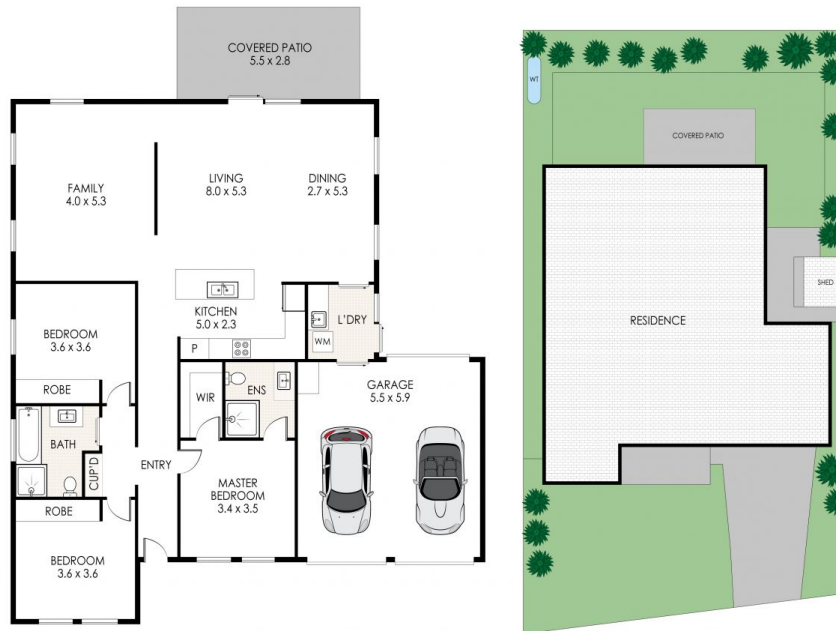 COVERED PATIO
5.5 x 2.8
FAMILY
4.0 x 5.3
LIVING
8.0 x 5.3
DINING
2.7 x 5.3
KITCHEN
5.0 x 2.3
P
L'DRY
WM
BEDROOM
3.6 x 3.6
ROBE
WIR
ENS
GARAGE
5.5 x 5.9
BATH
CUP'D
ENTRY
MASTER
BEDROOM
3.4 x 3.5
ROBE
BEDROOM
3.6 x 3.6
WT
COVERED PATIO
SHED
RESIDENCE